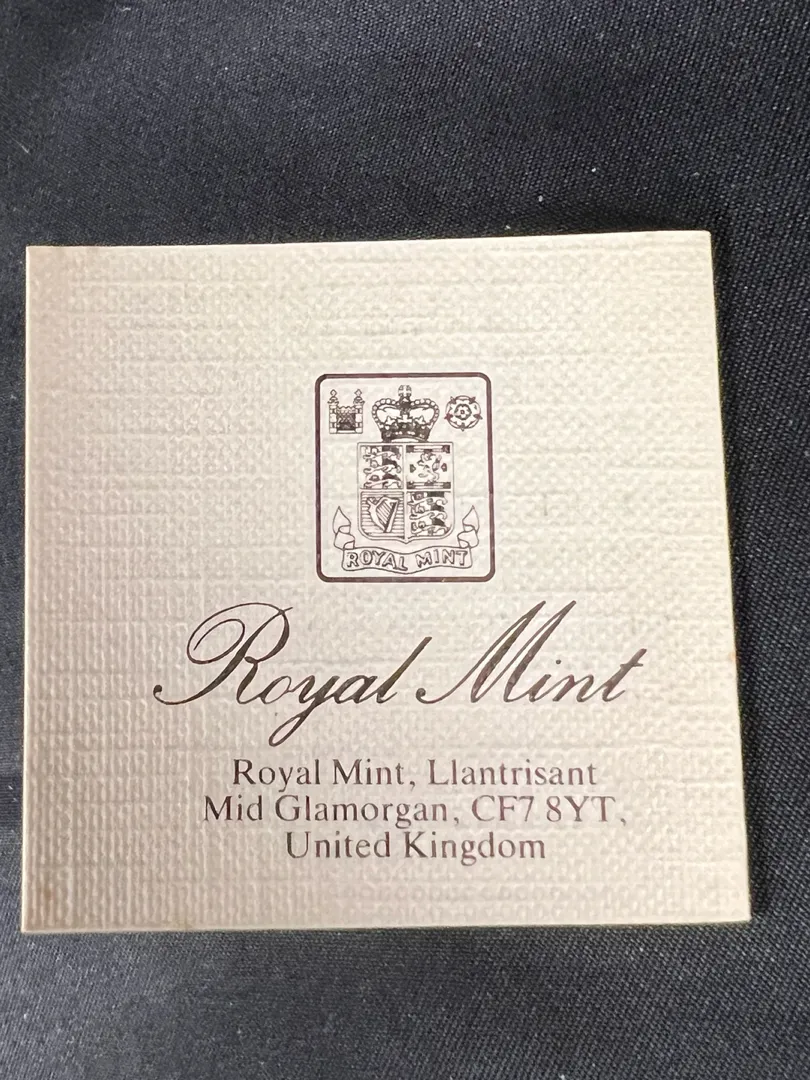 ROYAL MINT
Royal Mint
Royal Mint, Llantrisant
Mid Glamorgan, CF7 8YT,
United Kingdom